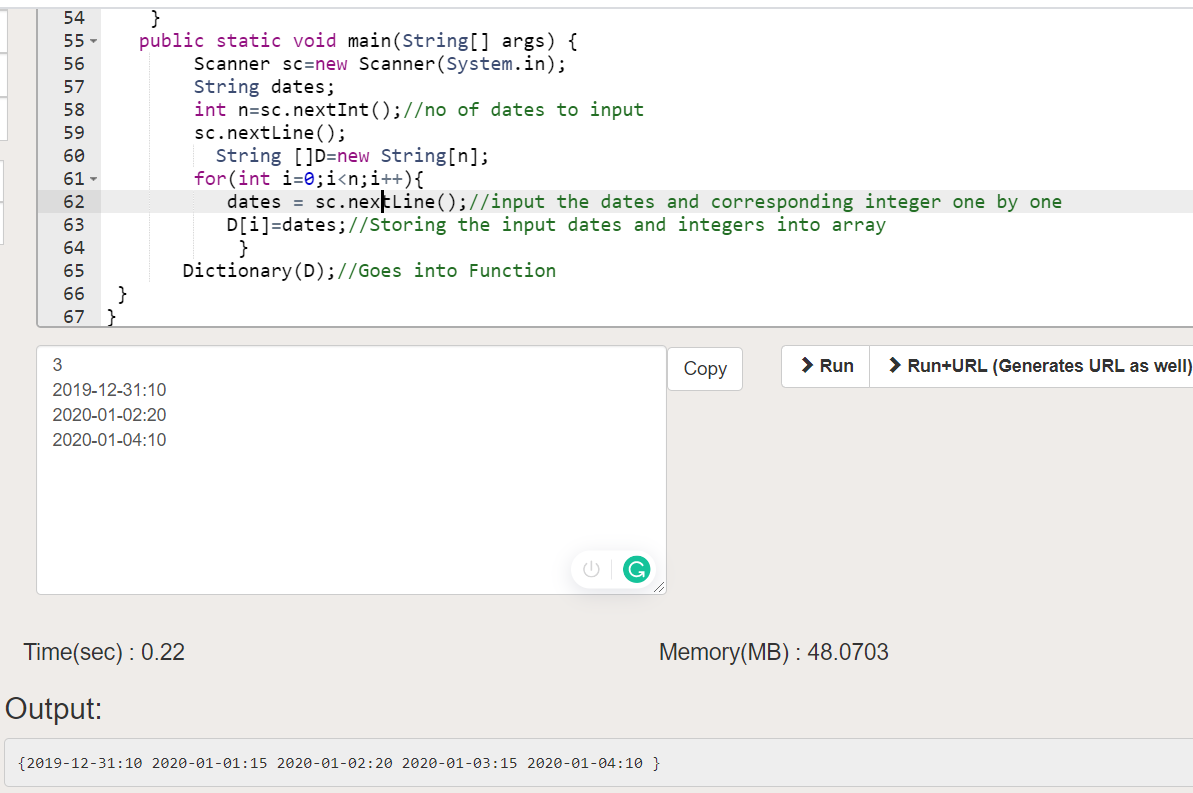 54 }
55 public static void main(String[] args) {
56 Scanner sc=new Scanner(System.in);
57 String dates;
58 int n=sc.nextInt();//no of dates to input
59 sc.nextLine();
60 String []D=new String[n];
61 for(int i=0;i<n;i++){
62 dates = sc.nextLine();//input the dates and corresponding integer one by one
63 D[i]=dates;//Storing the input dates and integers into array
64 }
65 Dictionary(D);//Goes into Function
66 }
67 }
3
2019-12-31:10
2020-01-02:20
2020-01-04:10
Copy
Run
Run+URL (Generates URL as well)
Time(sec) : 0.22
Memory(MB) : 48.0703
Output:
{2019-12-31:10 2020-01-01:15 2020-01-02:20 2020-01-03:15 2020-01-04:10 }